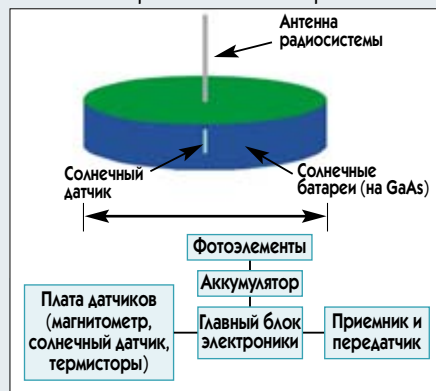 Антенна
радиосистемы
Солнечный
датчик
Солнечные
батареи (на GaAs)
Фотоэлементы
Аккумулятор
Плата датчиков
(магнитометр,
солнечный датчик,
термисторы)
Главный блок
электроники
Приемник и
передатчик